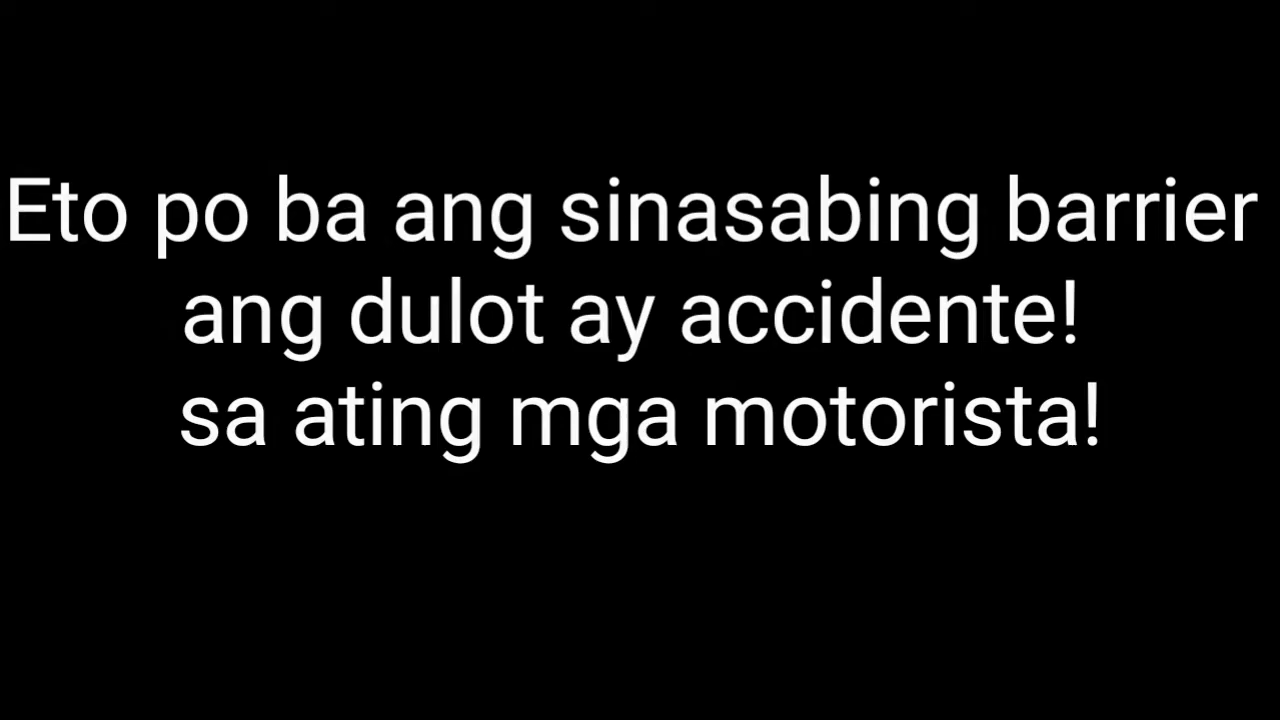 Eto po ba ang sinasabing barrier
ang dulot ay accidente!
sa ating mga motorista!